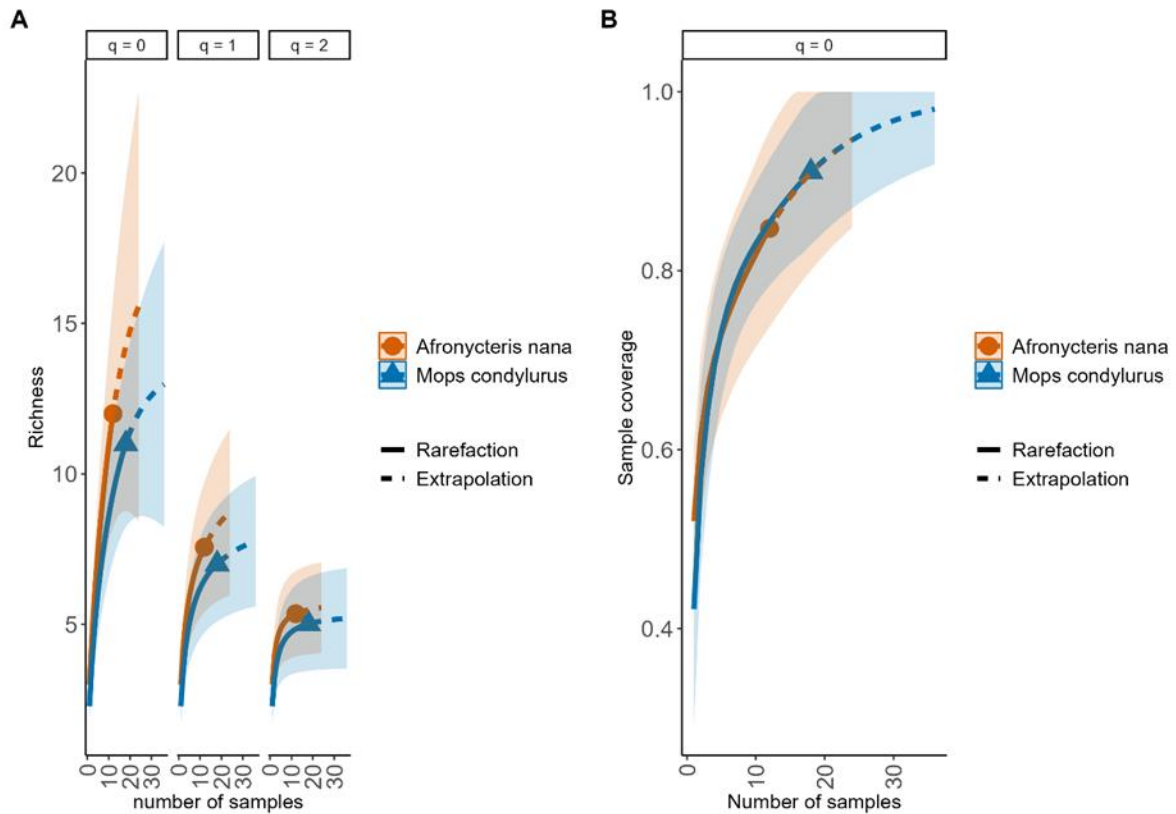 A
q = 0
q = 1
q = 2
Richness
20
15
10
5
0
10
20
30
0
10
20
30
0
10
20
30
number of samples
Afronycteris nana
Mops condylurus
Rarefaction
Extrapolation
B
q = 0
Sample coverage
1.0
0.8
0.6
0.4
0
10
20
30
Number of samples
Afronycteris nana
Mops condylurus
Rarefaction
Extrapolation